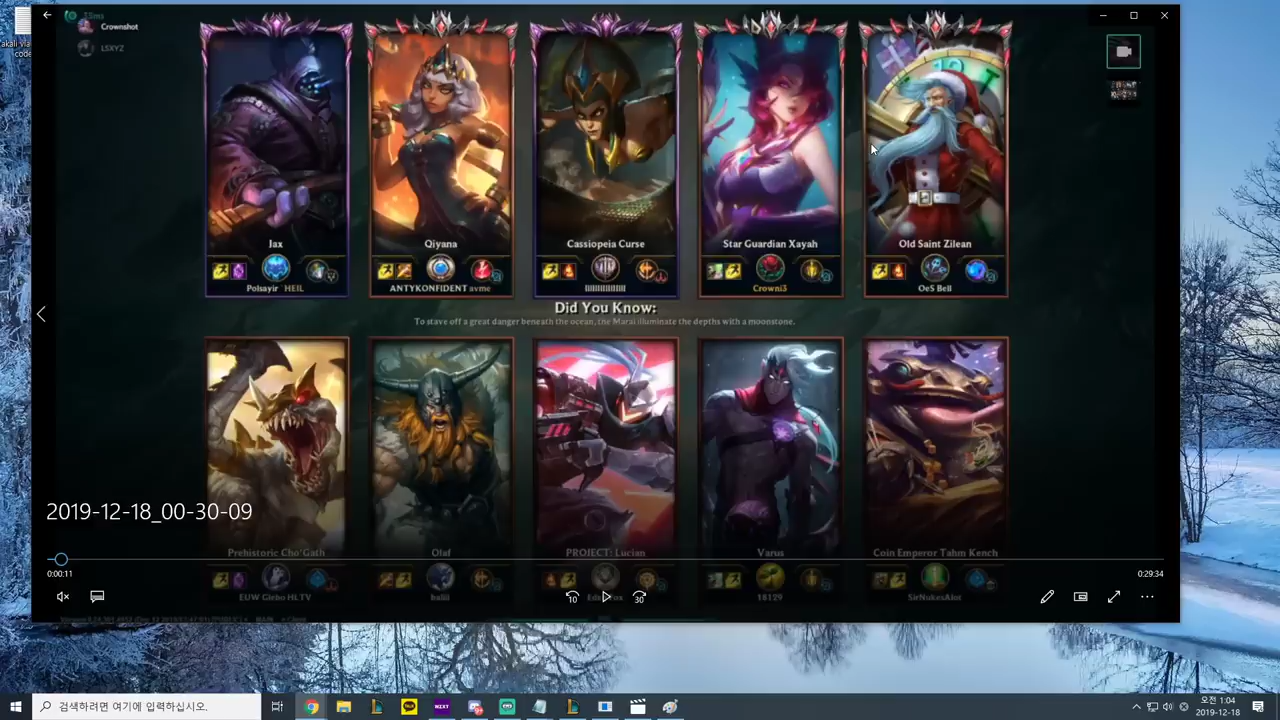 33ms
Crownshot
LSXYZ
akali vla
code
Jax
Qiyana
Cassiopeia Curse
Star Guardian Xayah
Old Saint Zilean
Polsayir HEIL
ANTYKONFIDENT avme
Crowni3
OeS Bell
Did You Know:
To stave off a great danger beneath the ocean, the Marai illuminate the depths with a moonstone.
2019-12-18_00-30-09
Prehistoric Cho'Gath
Olaf
PROJECT: Lucian
Varus
Coin Emperor Tahm Kench
0:00:11
0:29:34
EUW Glebo HLTV
18129
SirNukesAlot
10
30
검색하려면 여기에 입력하십시오.
오전 1:04
2019-12-18